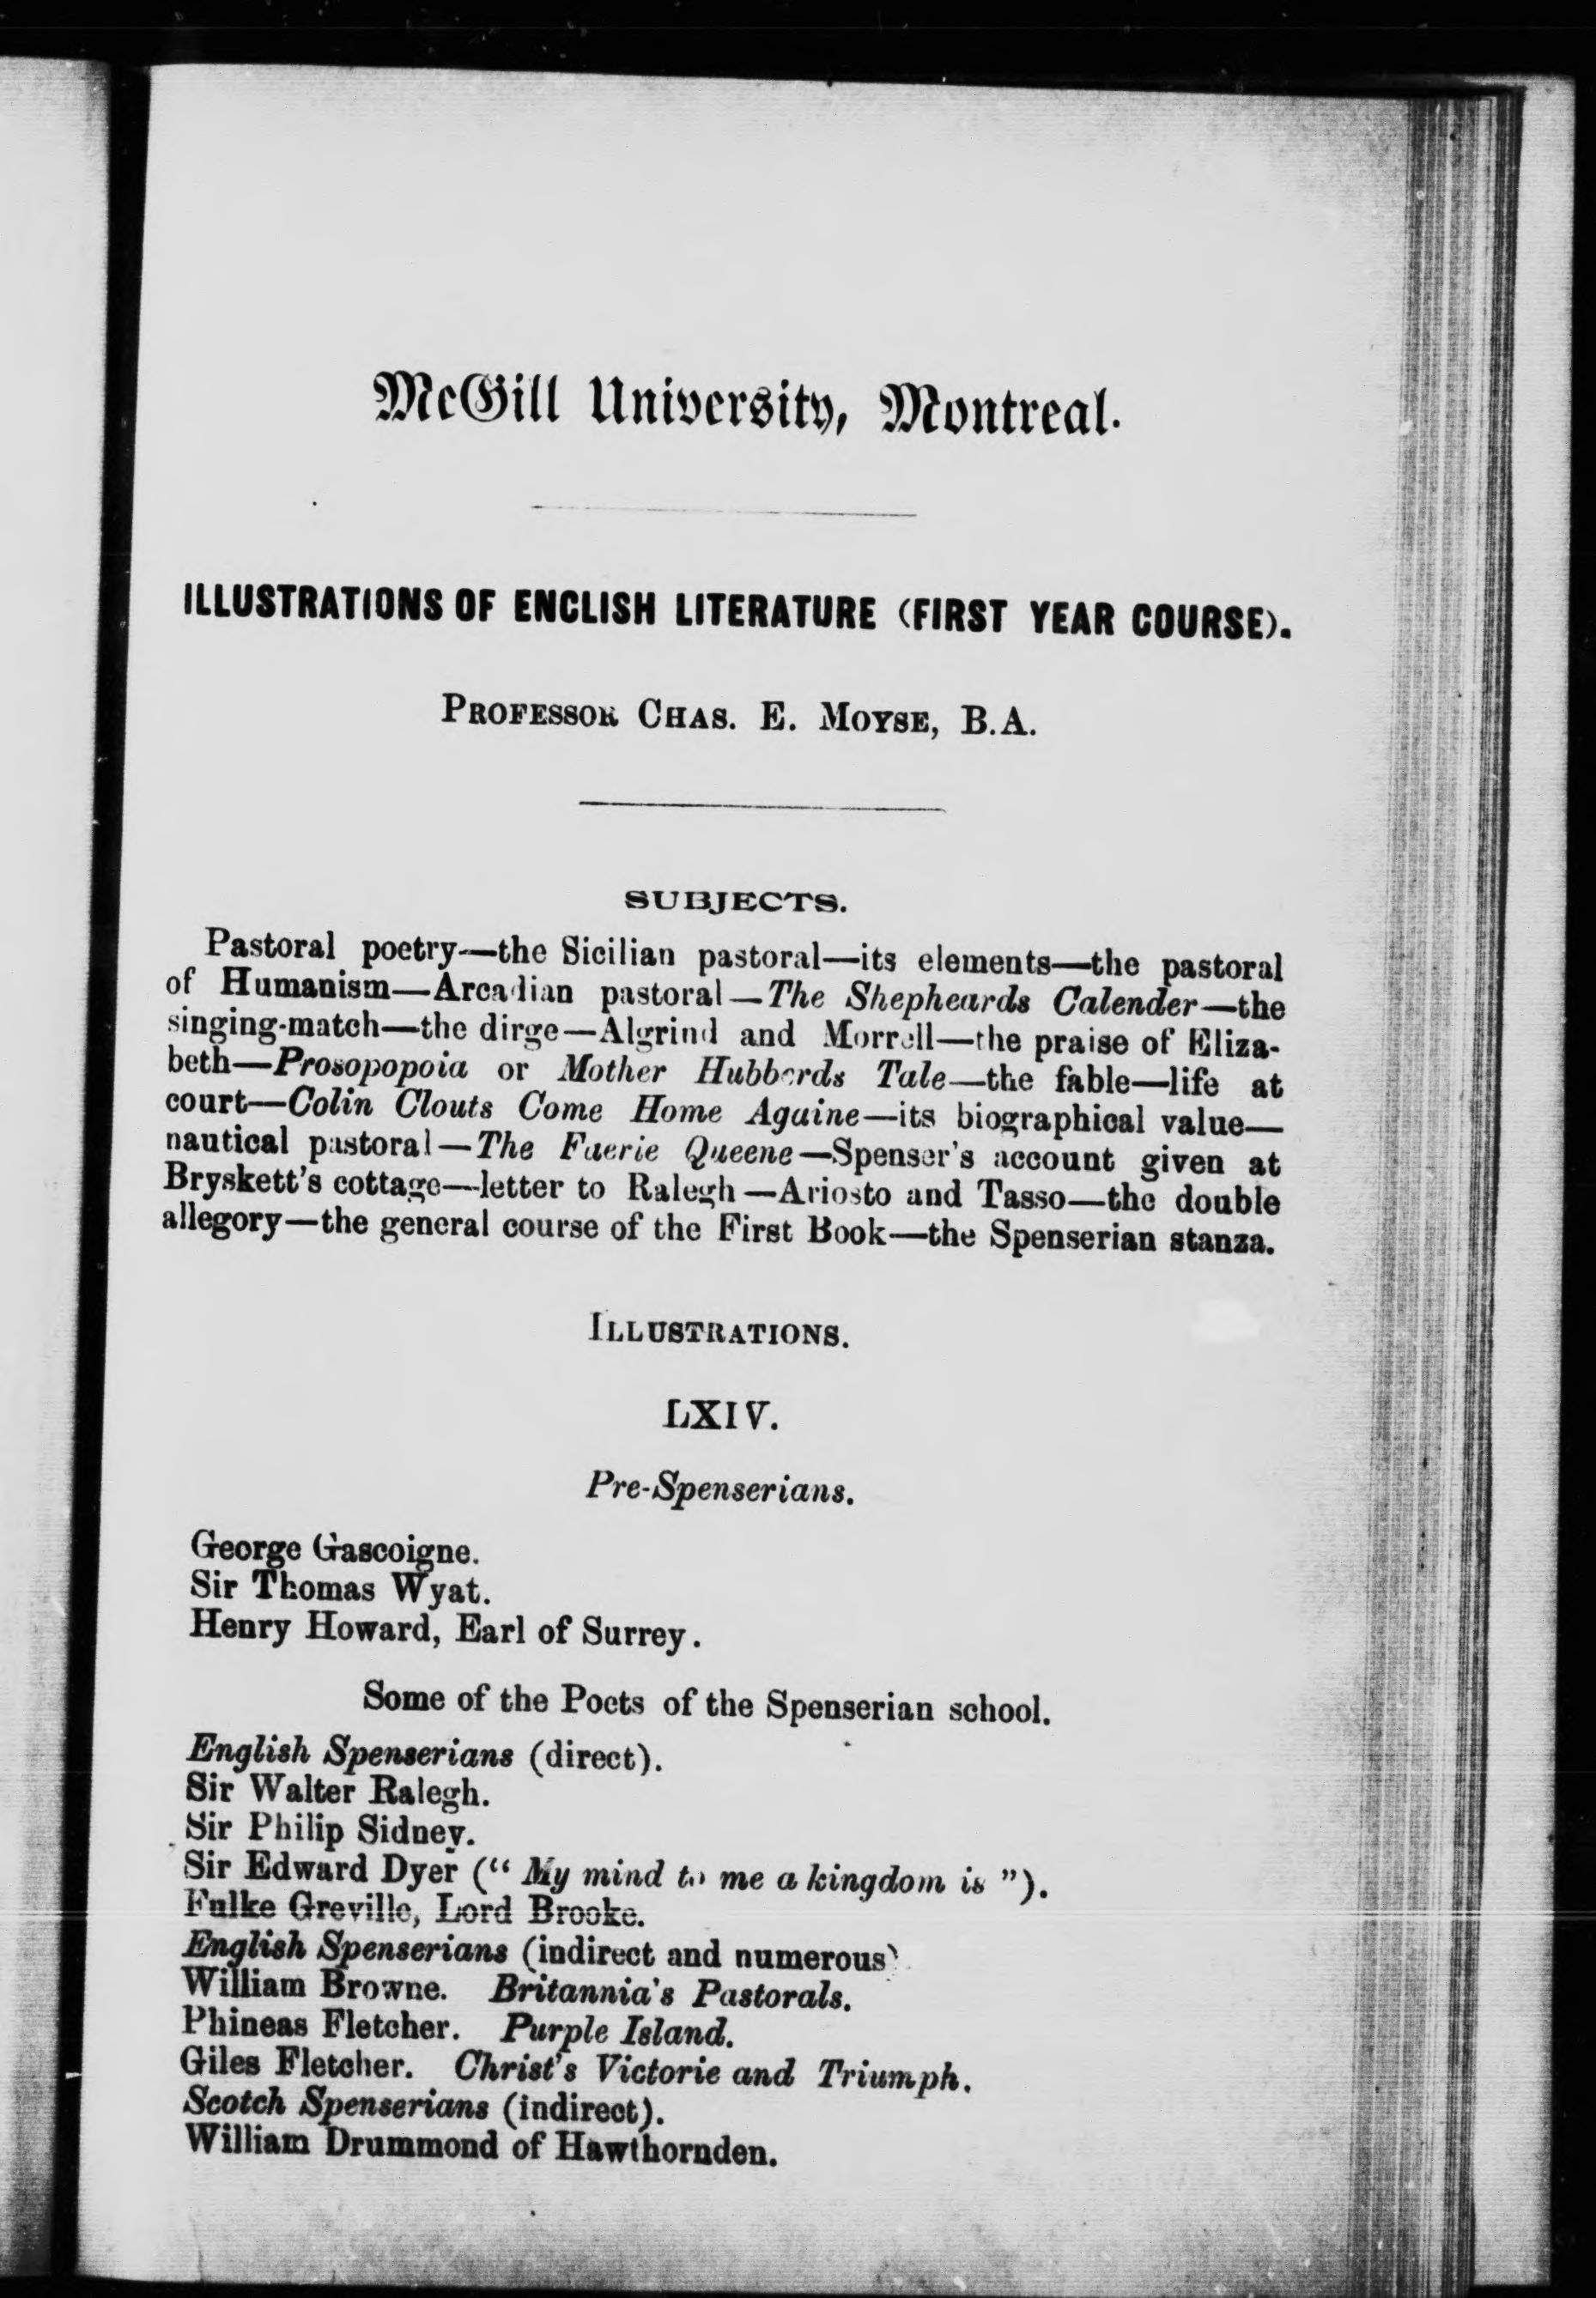 McGill University, Montreal.
ILLUSTRATIONS OF ENGLISH LITERATURE (FIRST YEAR COURSE).
PROFESSOR CHAS. E. MOYSE, B.A.
SUBJECTS.
Pastoral poetry—the Sicilian pastoral—its elements—the pastoral
of Humanism—Arcadian pastoral—The Shepheards Calender—the
singing-match—the dirge—Algrind and Morrell—the praise of Eliza-
beth—Prosopopoia or Mother Hubberds Tale—the fable—life at
court—Colin Clouts Come Home Againe—its biographical value—
nautical pastoral—The Faerie Queene—Spenser's account given at
Bryskett's cottage—letter to Ralegh—Ariosto and Tasso—the double
allegory—the general course of the First Book—the Spenserian stanza.
ILLUSTRATIONS.
LXIV.
Pre-Spenserians.
George Gascoigne.
Sir Thomas Wyat.
Henry Howard, Earl of Surrey.
Some of the Poets of the Spenserian school.
English Spenserians (direct).
Sir Walter Ralegh.
Sir Philip Sidney.
Sir Edward Dyer (“ My mind to me a kingdom is ”).
Fulke Greville, Lord Brooke.
English Spenserians (indirect and numerous)
William Browne. Britannia's Pastorals.
Phineas Fletcher. Purple Island.
Giles Fletcher. Christ's Victorie and Triumph.
Scotch Spenserians (indirect).
William Drummond of Hawthornden.